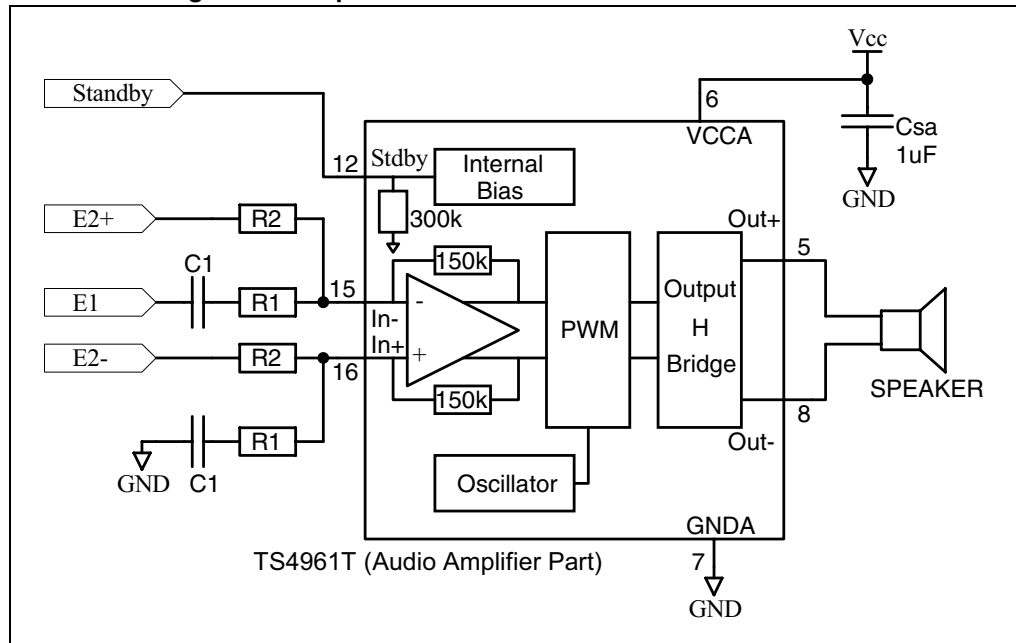 Vcc
Standby
6
VCCA
Csa
1uF
GND
12
Stdby
Internal
Bias
300k
E2+
R2
Out+
5
150k
C1
E1
R1
15
-
In-
In+
+
PWM
Output
H
Bridge
E2-
R2
16
150k
SPEAKER
8
Out-
R1
GND
C1
Oscillator
GNDA
TS4961T (Audio Amplifier Part)
7
GND